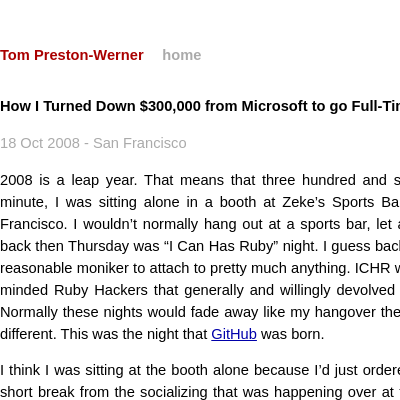 Tom Preston-Werner home
How I Turned Down $300,000 from Microsoft to go Full-Ti
18 Oct 2008 - San Francisco
2008 is a leap year. That means that three hundred and s
minute, I was sitting alone in a booth at Zeke’s Sports Ba
Francisco. I wouldn’t normally hang out at a sports bar, let a
back then Thursday was “I Can Has Ruby” night. I guess bac
reasonable moniker to attach to pretty much anything. ICHR w
minded Ruby Hackers that generally and willingly devolved
Normally these nights would fade away like my hangover the
different. This was the night that GitHub was born.
I think I was sitting at the booth alone because I’d just order
short break from the socializing that was happening over at